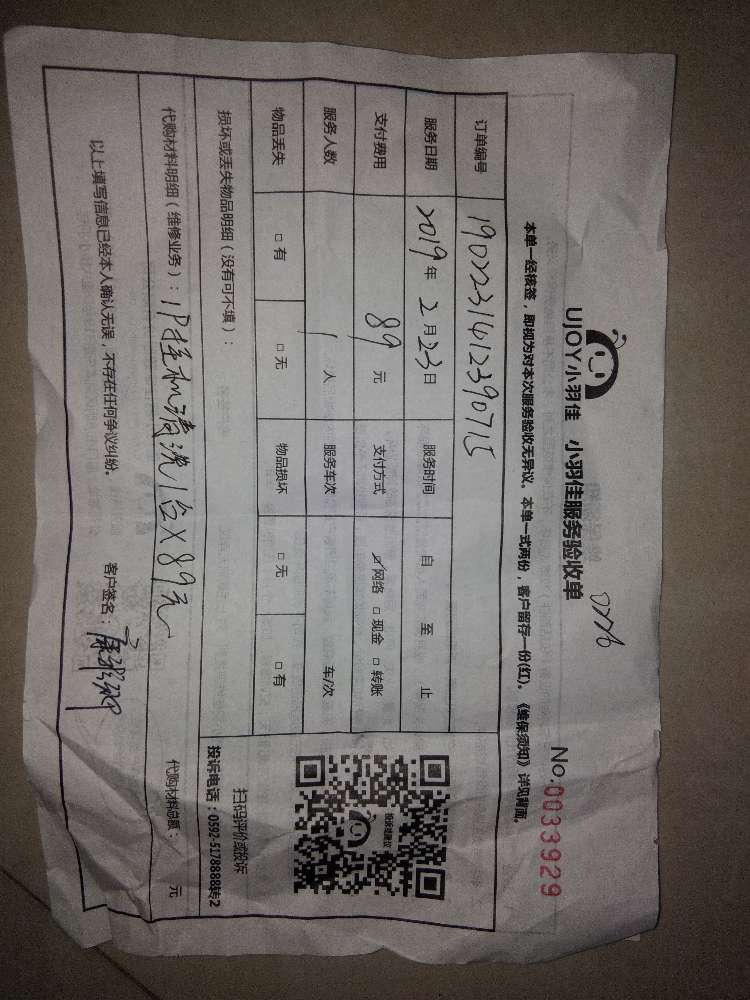 UJOY小羽佳 小羽佳服务验收单
0776
No.0033929
本单一经核签，即视为对本次服务验收无异议。本单一式两份，客户留存一份(红)。《维保须知》详见背面。
订单编号 190223141239 0715
服务日期 2019年2月23日 服务时间 自 至 止
支付费用 89元 支付方式 ☑网络 □现金 □转账
服务人数 1人 服务车次 车/次
物品丢失 □有 □无 物品损坏 □无 □有
损坏或丢失物品明细（没有可不填）：
投诉建议
扫码评价或投诉
投诉电话：0592-5178888转2
代购材料明细（维修业务）：1P挂机清洗1台X89元 代购材料总额： 元
以上填写信息已经本人确认无误，不存在任何争议纠纷。 客户签名：